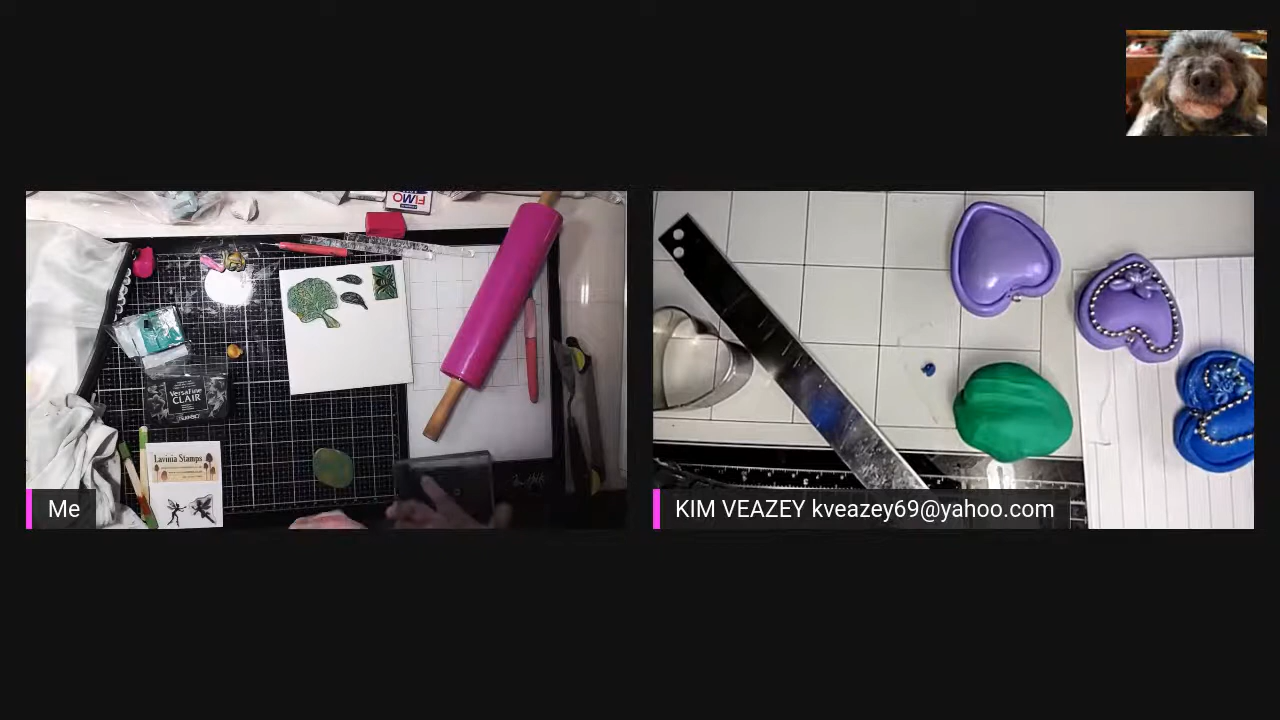 FIMO
VERSAFINE
CLAIR
Lavinia Stamps
Me
KIM VEAZEY kveazey69@yahoo.com